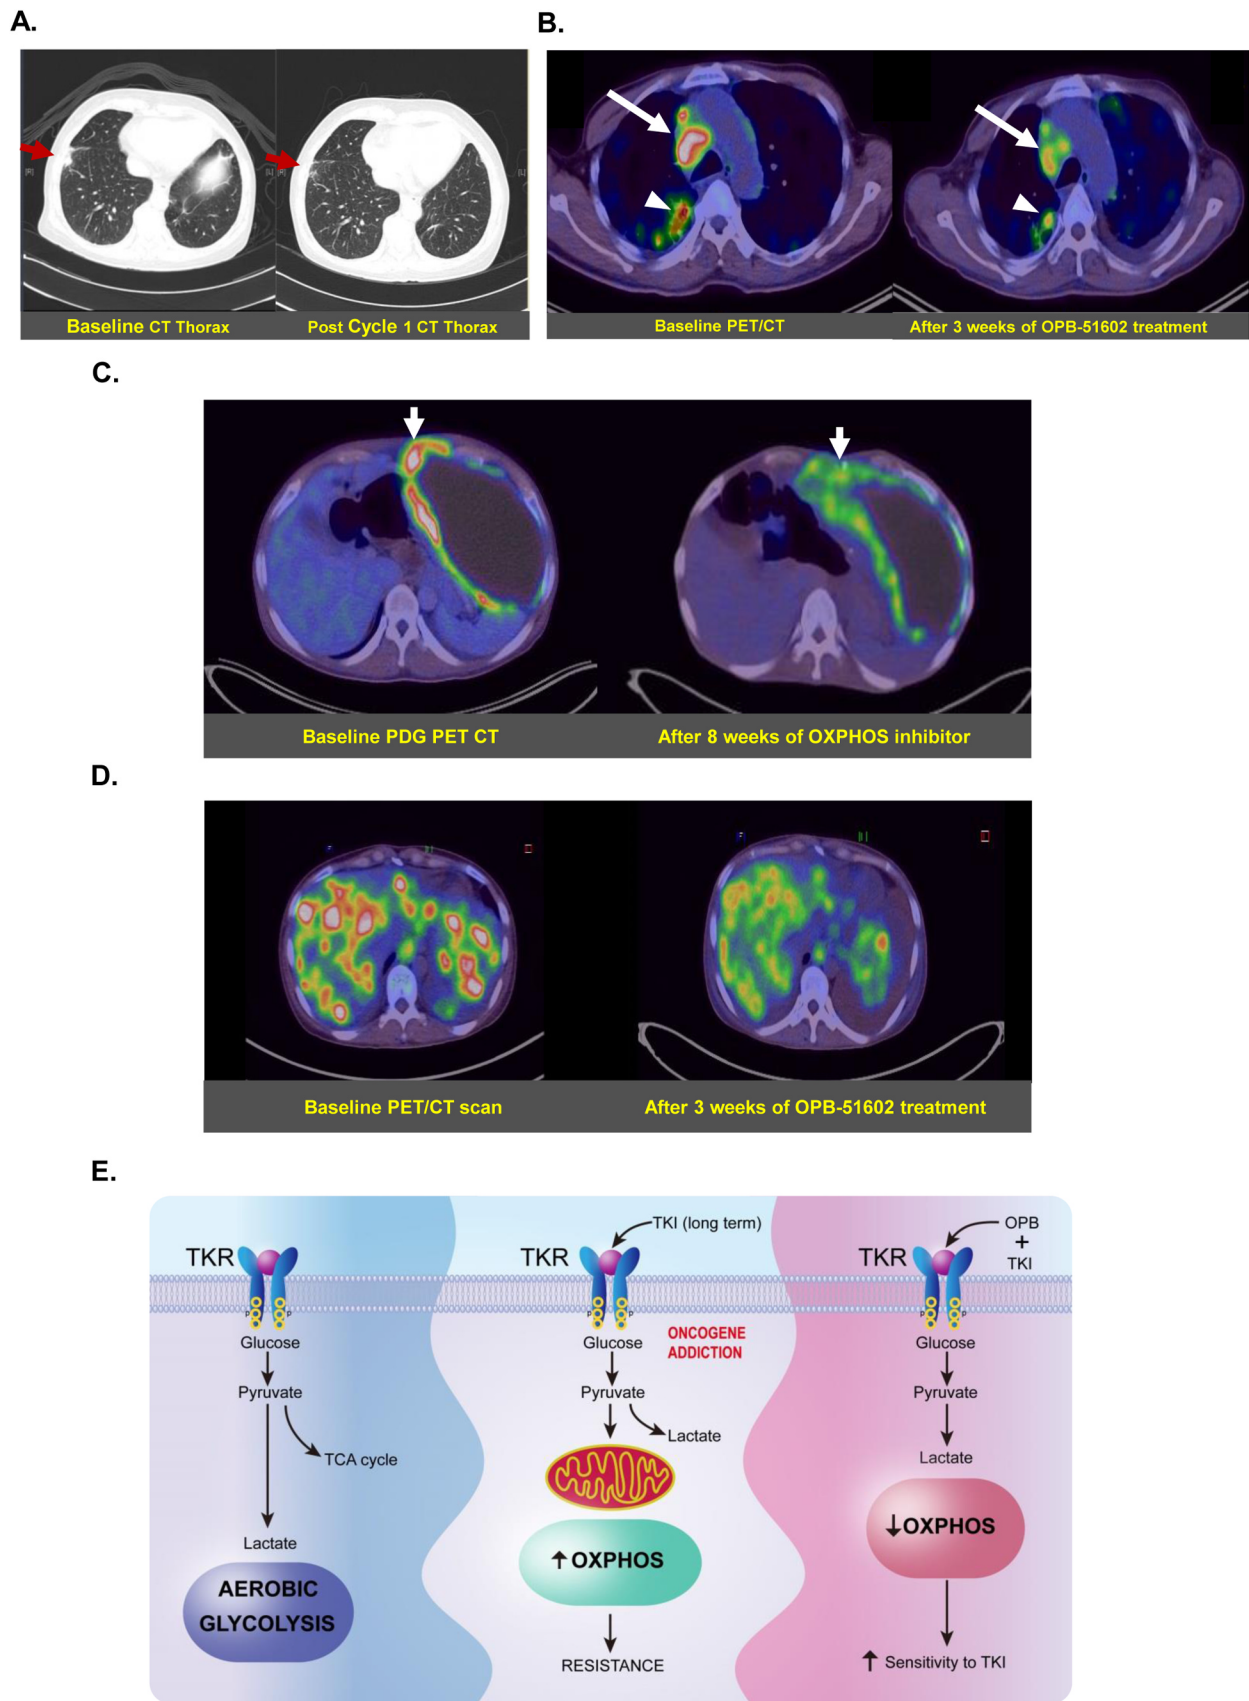 A.
B.
[R]
[L]
[R]
[L]
Baseline CT Thorax
Post Cycle 1 CT Thorax
Baseline PET/CT
After 3 weeks of OPB-51602 treatment
C.
Baseline PDG PET CT
After 8 weeks of OXPHOS inhibitor
D.
Baseline PET/CT scan
After 3 weeks of OPB-51602 treatment
E.
TKR
P
P
Glucose
Pyruvate
TCA cycle
Lactate
AEROBIC
GLYCOLYSIS
TKI (long term)
TKR
P
P
Glucose
ONCOGENE
ADDICTION
Pyruvate
Lactate
↑ OXPHOS
RESISTANCE
OPB
+
TKI
TKR
P
P
Glucose
Pyruvate
Lactate
↓OXPHOS
↑ Sensitivity to TKI